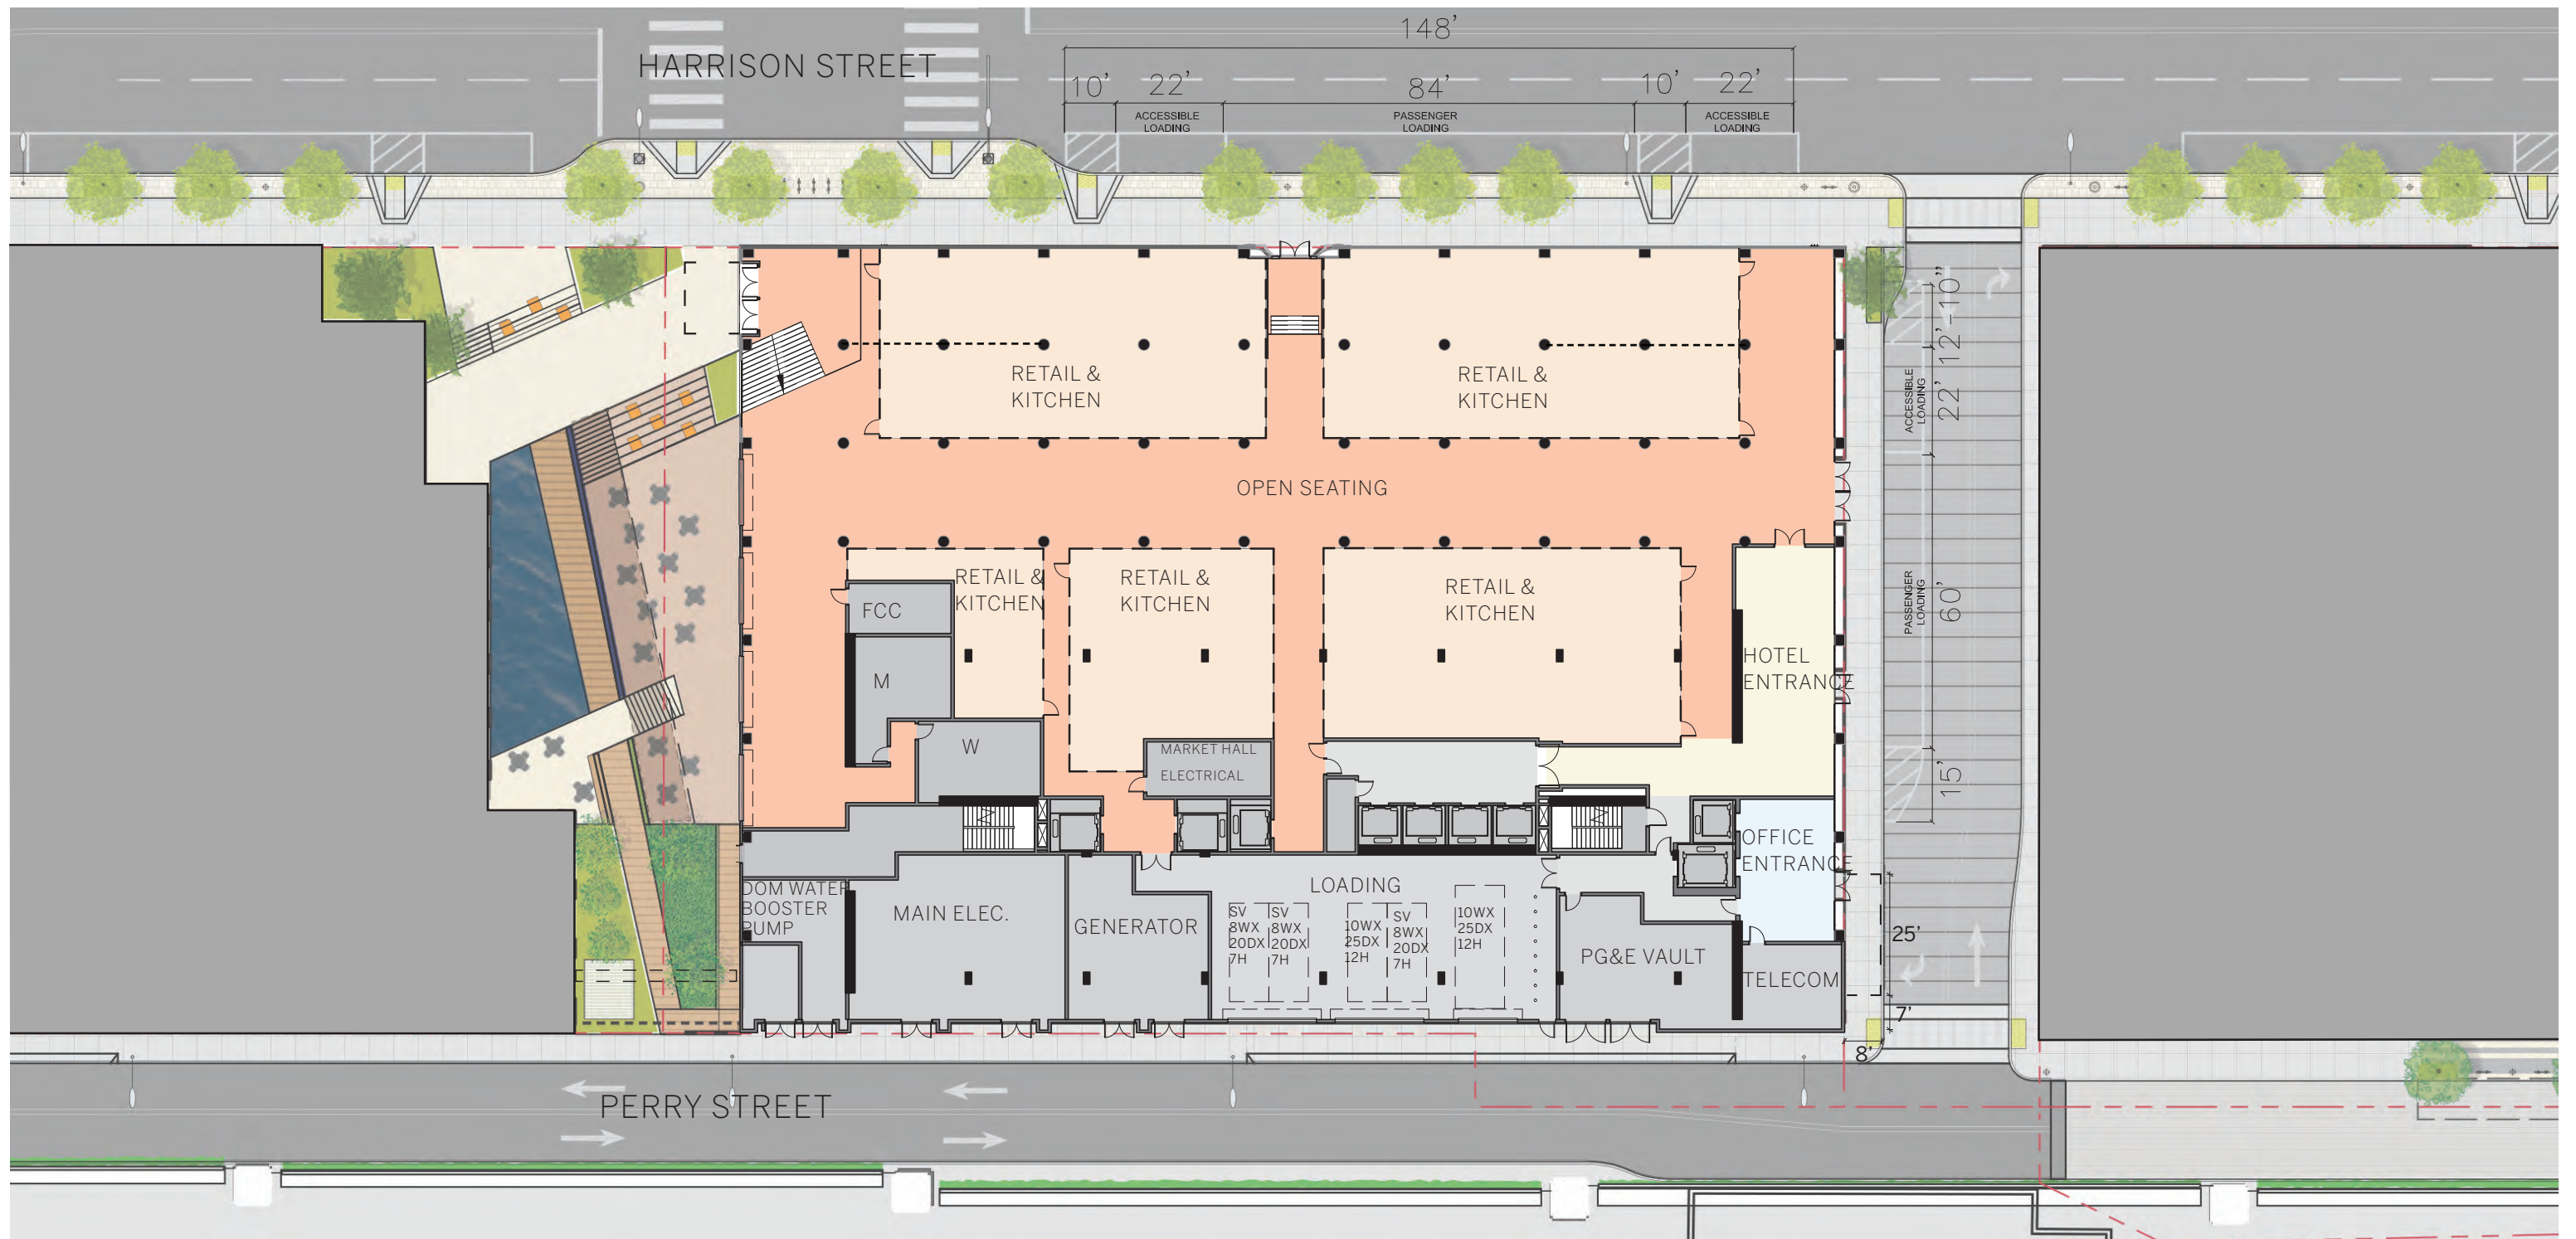 148’
HARRISON STREET
10’ 22’ 84’ 10’ 22’
ACCESSIBLE
LOADING
PASSENGER
LOADING
ACCESSIBLE
LOADING
12’-10”
RETAIL &
KITCHEN
RETAIL &
KITCHEN
ACCESSIBLE
LOADING
22’
OPEN SEATING
RETAIL &
KITCHEN
RETAIL &
KITCHEN
RETAIL &
KITCHEN
PASSENGER
LOADING
60’
FCC
M
HOTEL
ENTRANCE
W
MARKET HALL
ELECTRICAL
15’
OFFICE
ENTRANCE
DOM WATER
BOOSTER
PUMP
MAIN ELEC.
GENERATOR
LOADING
SV
8WX
20DX
7H
SV
8WX
20DX
7H
10WX
25DX
12H
SV
8WX
20DX
7H
10WX
25DX
12H
PG&E VAULT
TELECOM
25’
7’
8’
PERRY STREET